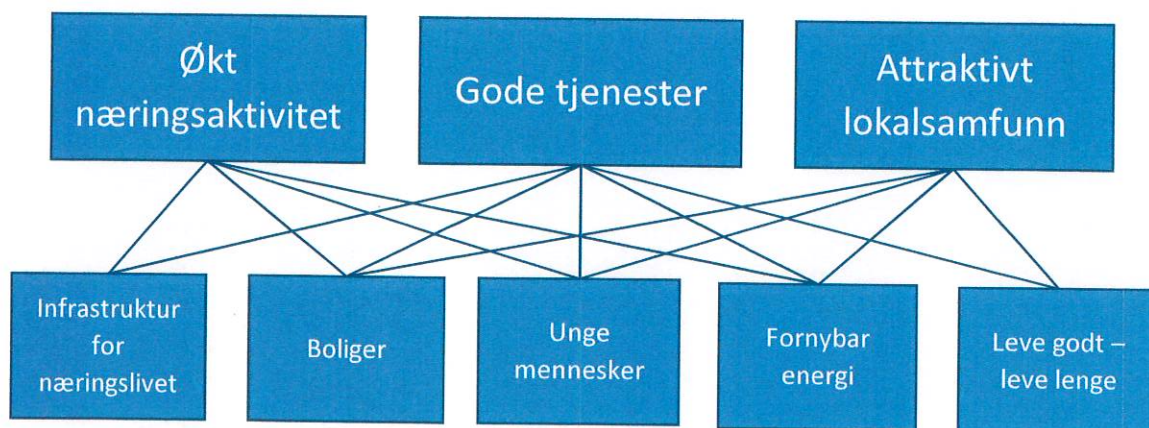 Økt
næringsaktivitet
Gode tjenester
Attraktivt
lokalsamfunn
Infrastruktur
for
næringslivet
Boliger
Unge
mennesker
Fornybar
energi
Leve godt –
leve lenge